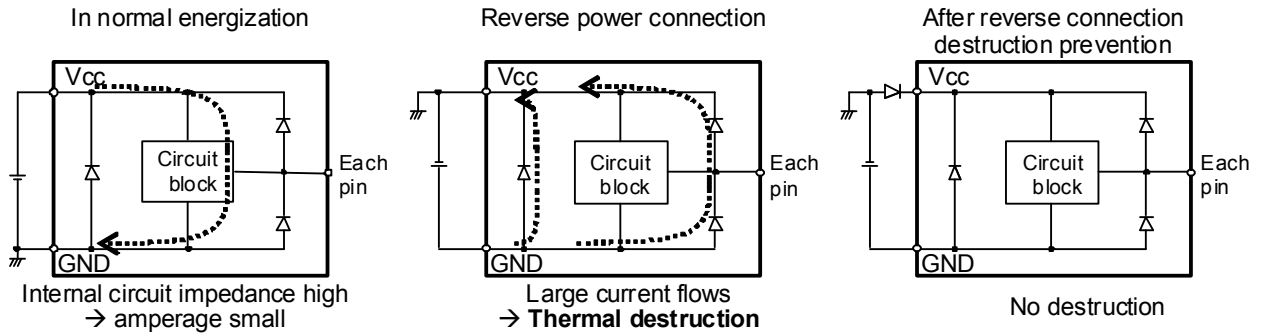 In normal energization
Vcc
Circuit
block
Each
pin
GND
Internal circuit impedance high
→ amperage small
Reverse power connection
Vcc
Circuit
block
Each
pin
GND
Large current flows
→ Thermal destruction
After reverse connection
destruction prevention
Vcc
Circuit
block
Each
pin
GND
No destruction